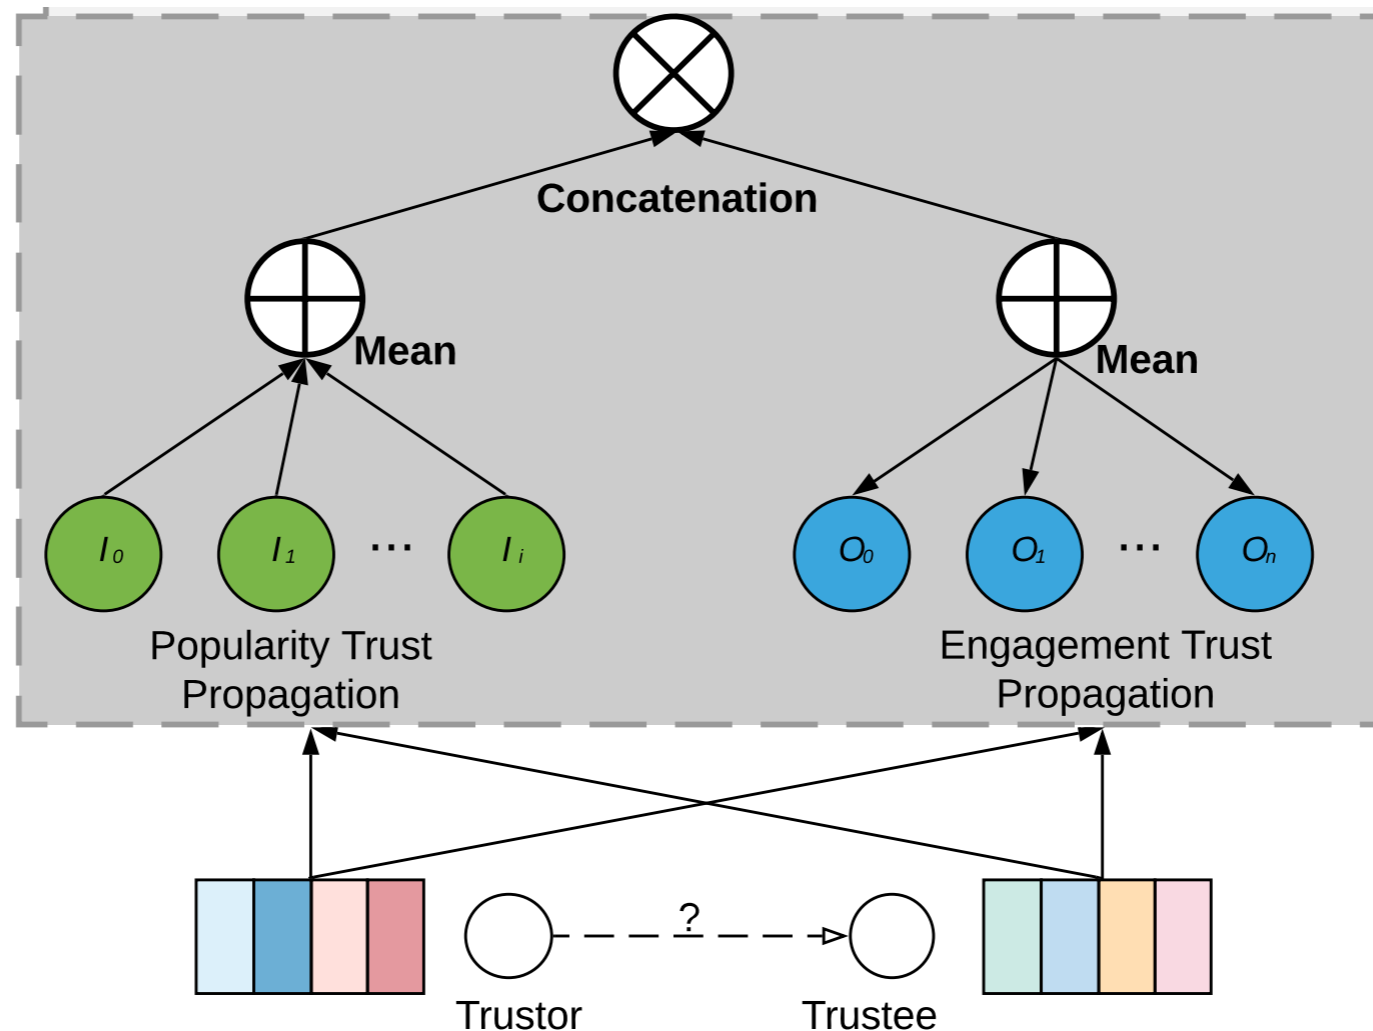 Concatenation
Mean
Mean
I0 I1 ... Ii
O0 O1 ... On
Popularity Trust
Propagation
Engagement Trust
Propagation
?
Trustor
Trustee